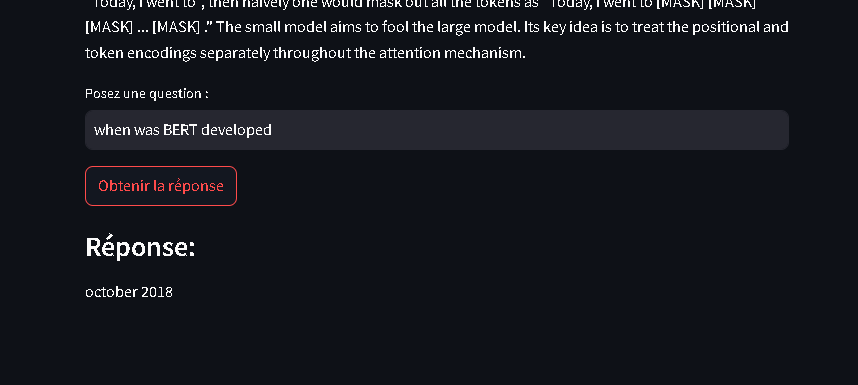 "Today, I went to", then naively one would mask out all the tokens as "Today, I went to [MASK] [MASK]
[MASK] ... [MASK] ." The small model aims to fool the large model. Its key idea is to treat the positional and
token encodings separately throughout the attention mechanism.
Posez une question :
when was BERT developed
Obtenir la réponse
Réponse:
october 2018